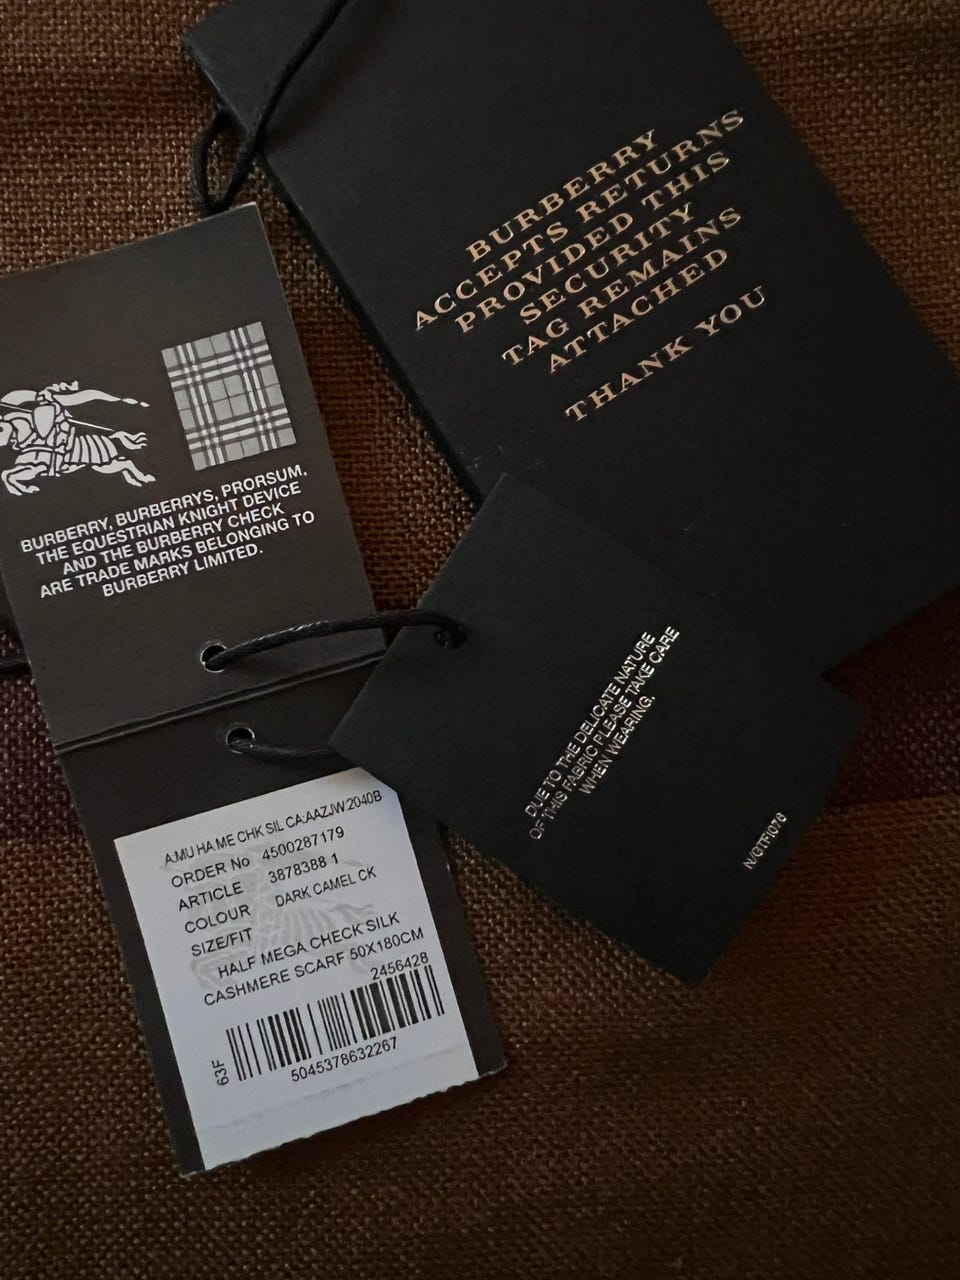 BURBERRY
ACCEPTS RETURNS
PROVIDED THIS
SECURITY
TAG REMAINS
ATTACHED
THANK YOU
BURBERRY, BURBERRYS, PRORSUM,
THE EQUESTRIAN KNIGHT DEVICE
AND THE BURBERRY CHECK
ARE TRADE MARKS BELONGING TO
BURBERRY LIMITED.
DUE TO THE DELICATE NATURE
OF THIS FABRIC PLEASE TAKE CARE
WHEN WEARING.
N/GTFI076
A:MU HA.ME CHK SIL CA:AAZJW:2040B
ORDER No 4500287179
ARTICLE 3878388 1
COLOUR DARK CAMEL CK
SIZE/FIT
HALF MEGA CHECK SILK
CASHMERE SCARF 50X180CM
2456428
63F
5045378632267